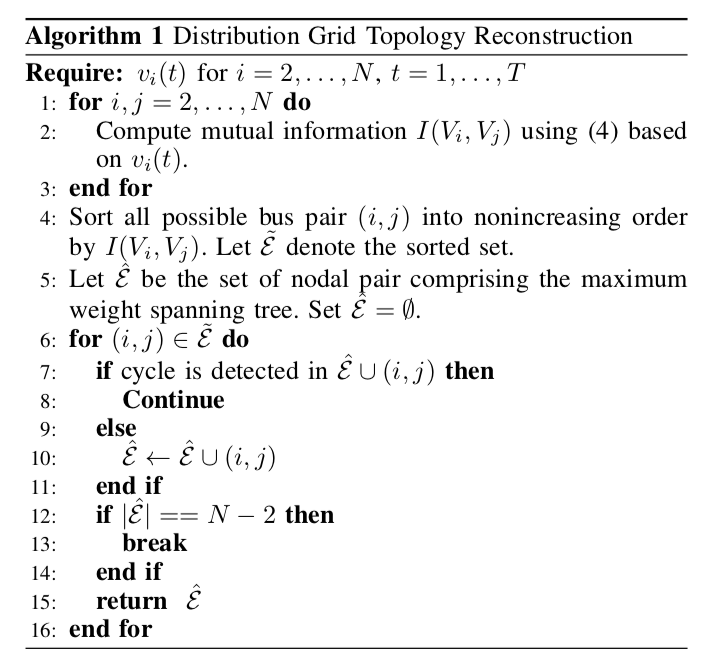 Algorithm 1 Distribution Grid Topology Reconstruction
Require: $v_i(t)$ for $i = 2, \ldots, N$, $t = 1, \ldots, T$
1: for $i, j = 2, \ldots, N$ do
2: Compute mutual information $I(V_i, V_j)$ using (4) based
on $v_i(t)$.
3: end for
4: Sort all possible bus pair $(i, j)$ into nonincreasing order
by $I(V_i, V_j)$. Let $\tilde{\mathcal{E}}$ denote the sorted set.
5: Let $\hat{\mathcal{E}}$ be the set of nodal pair comprising the maximum
weight spanning tree. Set $\hat{\mathcal{E}} = \emptyset$.
6: for $(i, j) \in \tilde{\mathcal{E}}$ do
7: if cycle is detected in $\hat{\mathcal{E}} \cup (i, j)$ then
8: Continue
9: else
10: $\hat{\mathcal{E}} \leftarrow \hat{\mathcal{E}} \cup (i, j)$
11: end if
12: if $|\hat{\mathcal{E}}| == N - 2$ then
13: break
14: end if
15: return $\hat{\mathcal{E}}$
16: end for